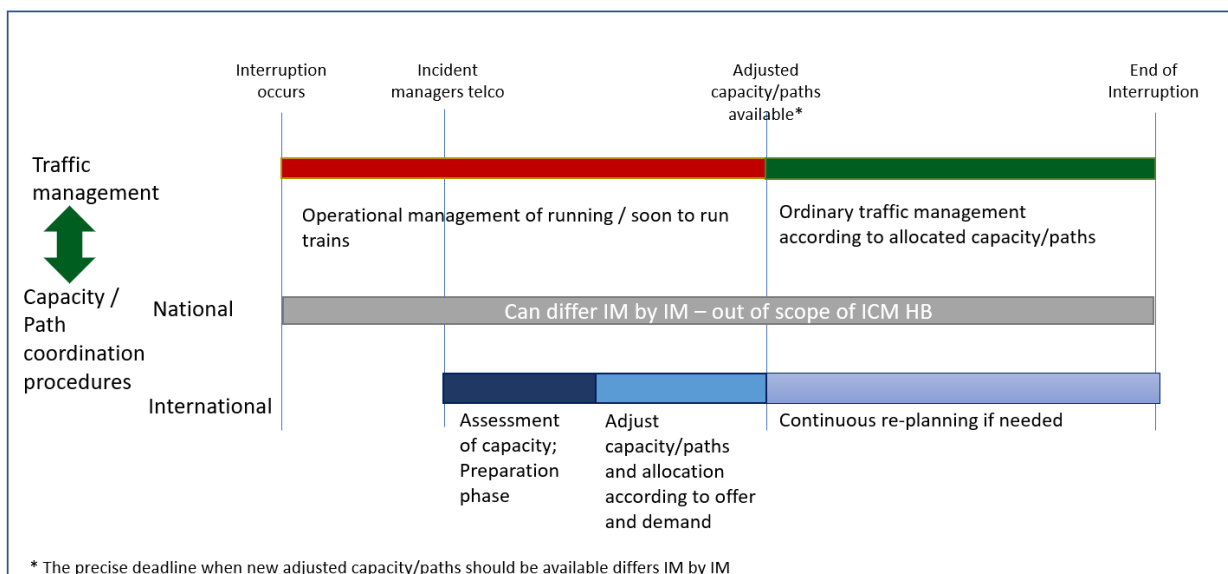 Interruption
occurs
Incident
managers telco
Adjusted
capacity/paths
available*
End of
Interruption
Traffic
management
Operational management of running / soon to run
trains
Ordinary traffic management
according to allocated capacity/paths
Capacity /
Path
coordination
procedures
National
Can differ IM by IM – out of scope of ICM HB
International
Assessment
of capacity;
Preparation
phase
Adjust
capacity/paths
and allocation
according to offer
and demand
Continuous re-planning if needed
* The precise deadline when new adjusted capacity/paths should be available differs IM by IM